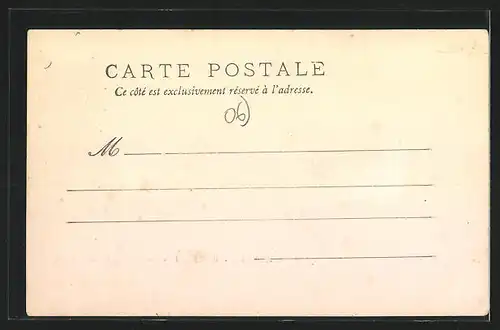 CARTE POSTALE
Ce côté est exclusivement réservé à l'adresse.
06)
M